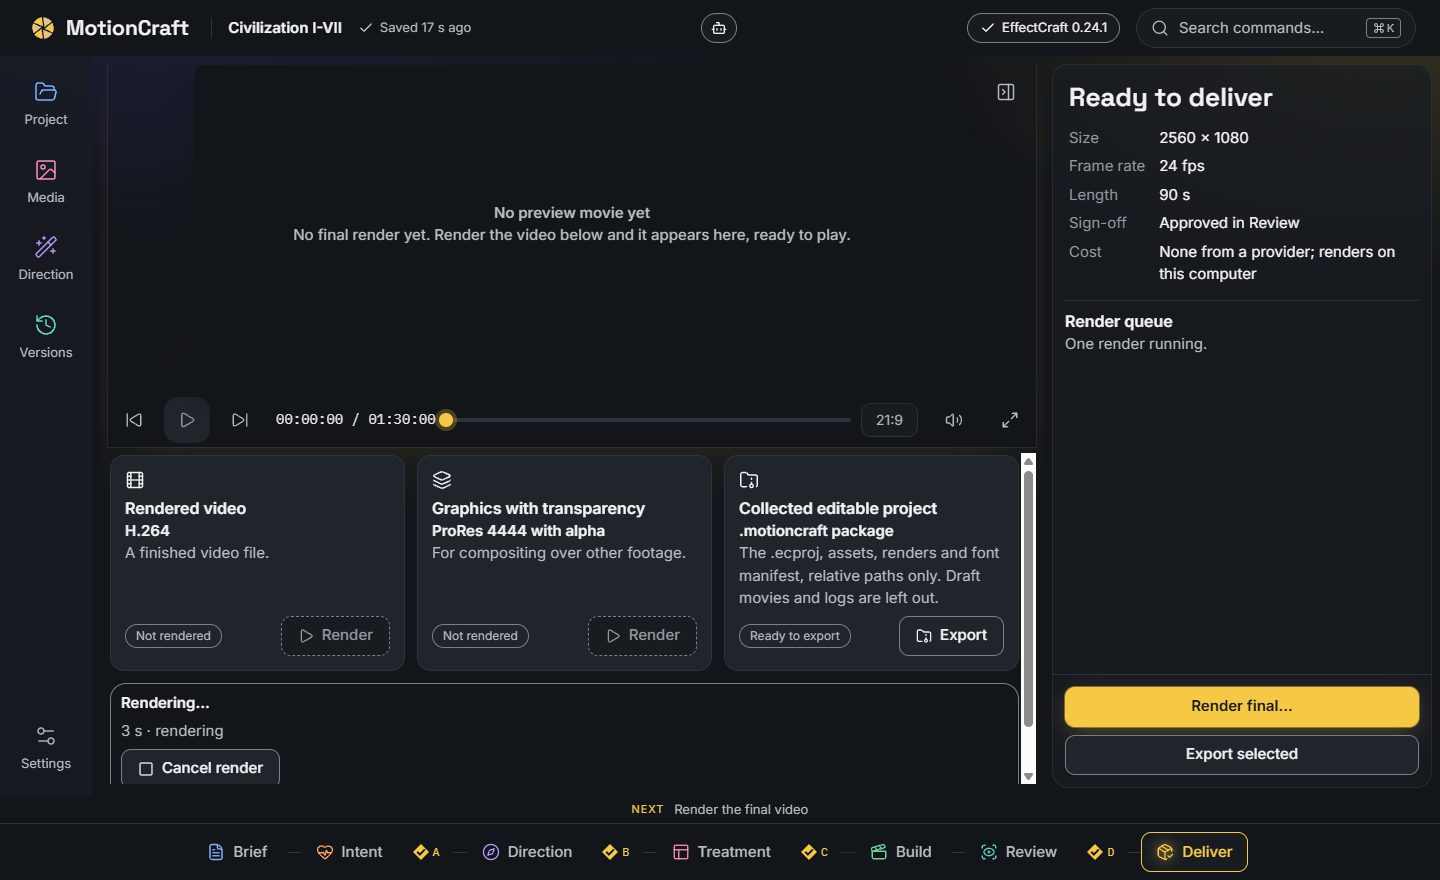 MotionCraft
Civilization I-VII
Saved 17 s ago
EffectCraft 0.24.1
Search commands...
⌘K
Project
Media
Direction
Versions
Settings
No preview movie yet
No final render yet. Render the video below and it appears here, ready to play.
00:00:00 / 01:30:00
21:9
Rendered video
H.264
A finished video file.
Not rendered
Render
Graphics with transparency
ProRes 4444 with alpha
For compositing over other footage.
Not rendered
Render
Collected editable project
.motioncraft package
The .ecproj, assets, renders and font
manifest, relative paths only. Draft
movies and logs are left out.
Ready to export
Export
Rendering...
3 s · rendering
Cancel render
Ready to deliver
Size 2560 × 1080
Frame rate 24 fps
Length 90 s
Sign-off Approved in Review
Cost None from a provider; renders on
this computer
Render queue
One render running.
Render final...
Export selected
NEXT Render the final video
Brief
Intent
A
Direction
B
Treatment
C
Build
Review
D
Deliver